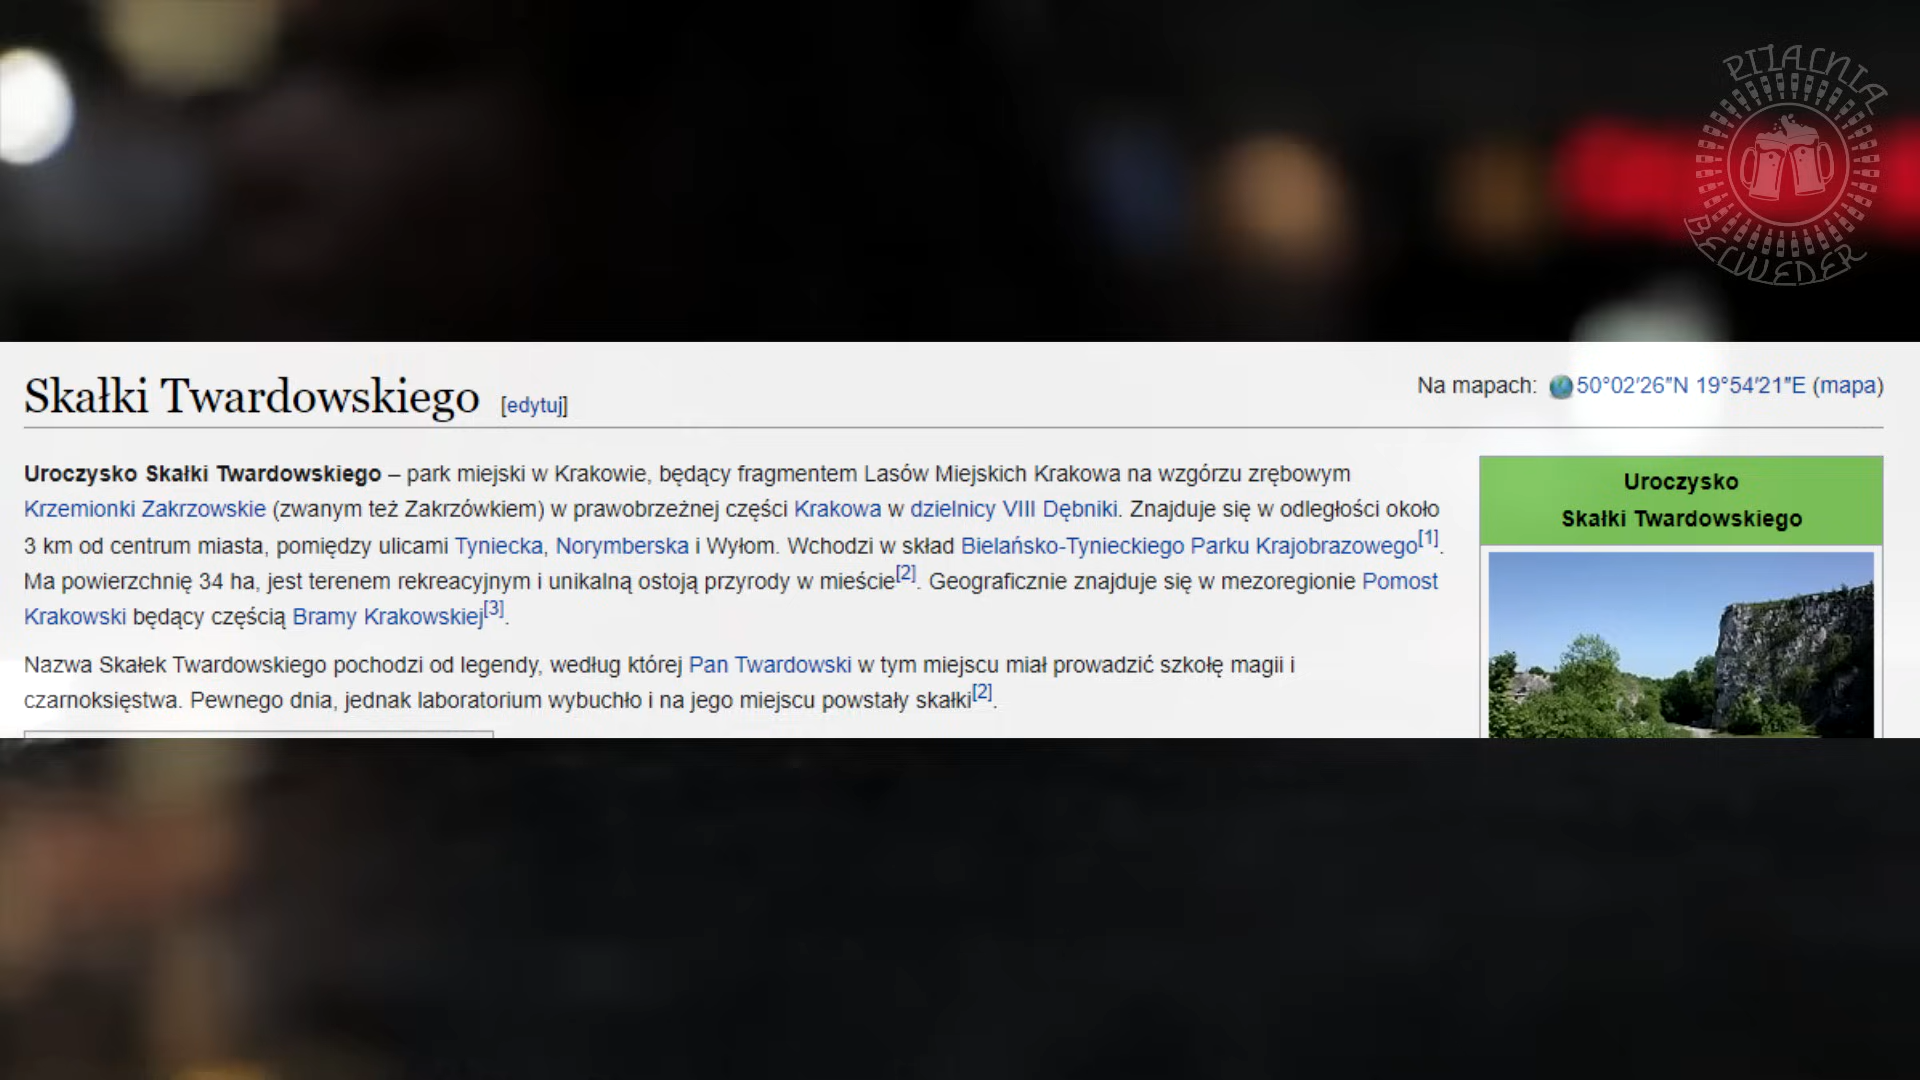 PIJALNIA
BELWEDER
Skałki Twardowskiego [edytuj]
Na mapach: 50°02′26″N 19°54′21″E (mapa)
Uroczysko Skałki Twardowskiego – park miejski w Krakowie, będący fragmentem Lasów Miejskich Krakowa na wzgórzu zrębowym
Krzemionki Zakrzowskie (zwanym też Zakrzówkiem) w prawobrzeżnej części Krakowa w dzielnicy VIII Dębniki. Znajduje się w odległości około
3 km od centrum miasta, pomiędzy ulicami Tyniecka, Norymberska i Wyłom. Wchodzi w skład Bielańsko-Tynieckiego Parku Krajobrazowego[1].
Ma powierzchnię 34 ha, jest terenem rekreacyjnym i unikalną ostoją przyrody w mieście[2]. Geograficznie znajduje się w mezoregionie Pomost
Krakowski będący częścią Bramy Krakowskiej[3].
Nazwa Skałek Twardowskiego pochodzi od legendy, według której Pan Twardowski w tym miejscu miał prowadzić szkołę magii i
czarnoksięstwa. Pewnego dnia, jednak laboratorium wybuchło i na jego miejscu powstały skałki[2].
Uroczysko
Skałki Twardowskiego